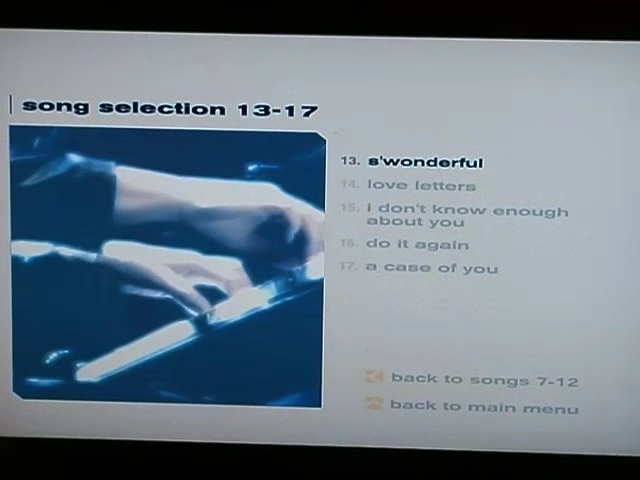 song selection 13-17
13. s'wonderful
14. love letters
15. i don't know enough
about you
16. do it again
17. a case of you
back to songs 7-12
back to main menu